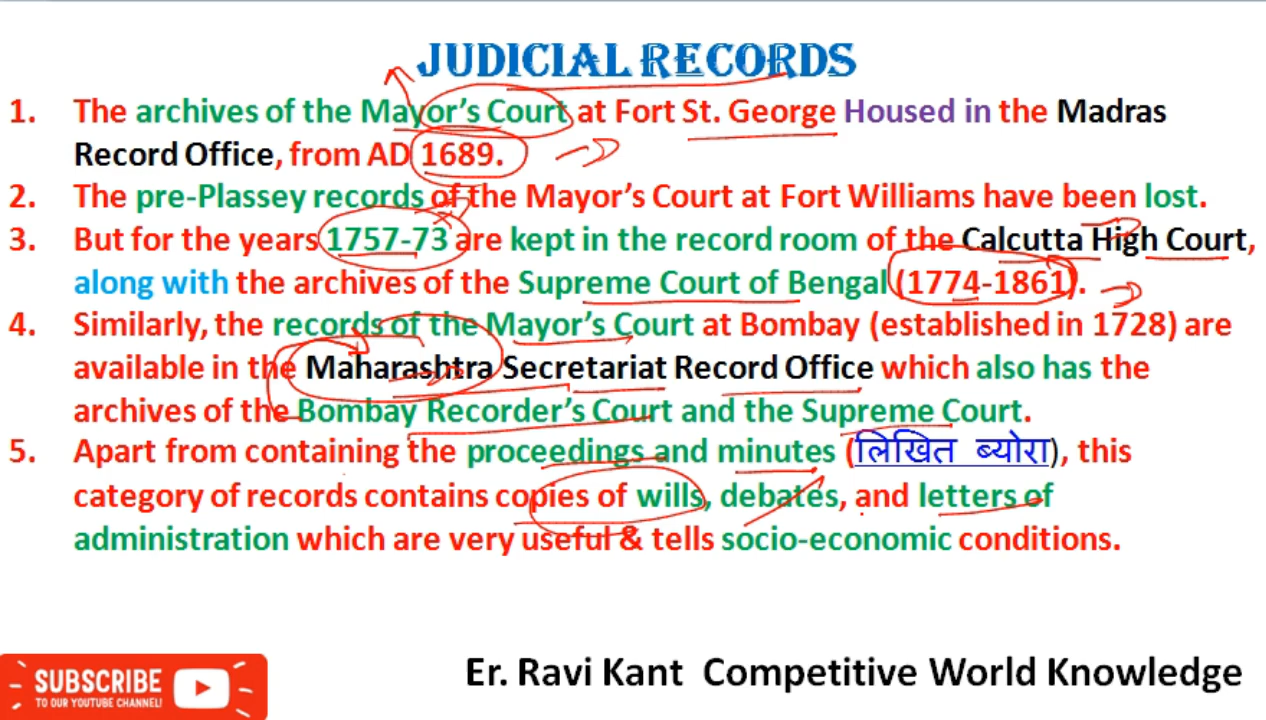 JUDICIAL RECORDS
1. The archives of the Mayor's Court at Fort St. George Housed in the Madras
Record Office, from AD 1689.
2. The pre-Plassey records of the Mayor's Court at Fort Williams have been lost.
3. But for the years 1757-73 are kept in the record room of the Calcutta High Court,
along with the archives of the Supreme Court of Bengal (1774-1861).
4. Similarly, the records of the Mayor's Court at Bombay (established in 1728) are
available in the Maharashtra Secretariat Record Office which also has the
archives of the Bombay Recorder's Court and the Supreme Court.
5. Apart from containing the proceedings and minutes (लिखित ब्योरा), this
category of records contains copies of wills, debates, and letters of
administration which are very useful & tells socio-economic conditions.
SUBSCRIBE
TO OUR YOUTUBE CHANNEL!
Er. Ravi Kant Competitive World Knowledge